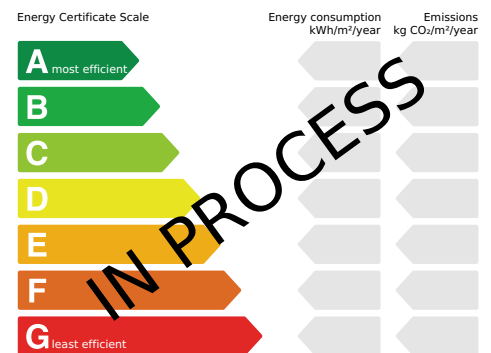 Energy Certificate Scale
Energy consumption
kWh/m²/year
Emissions
kg CO₂/m²/year
A most efficient
B
C
D
E
F
G least efficient
IN PROCESS